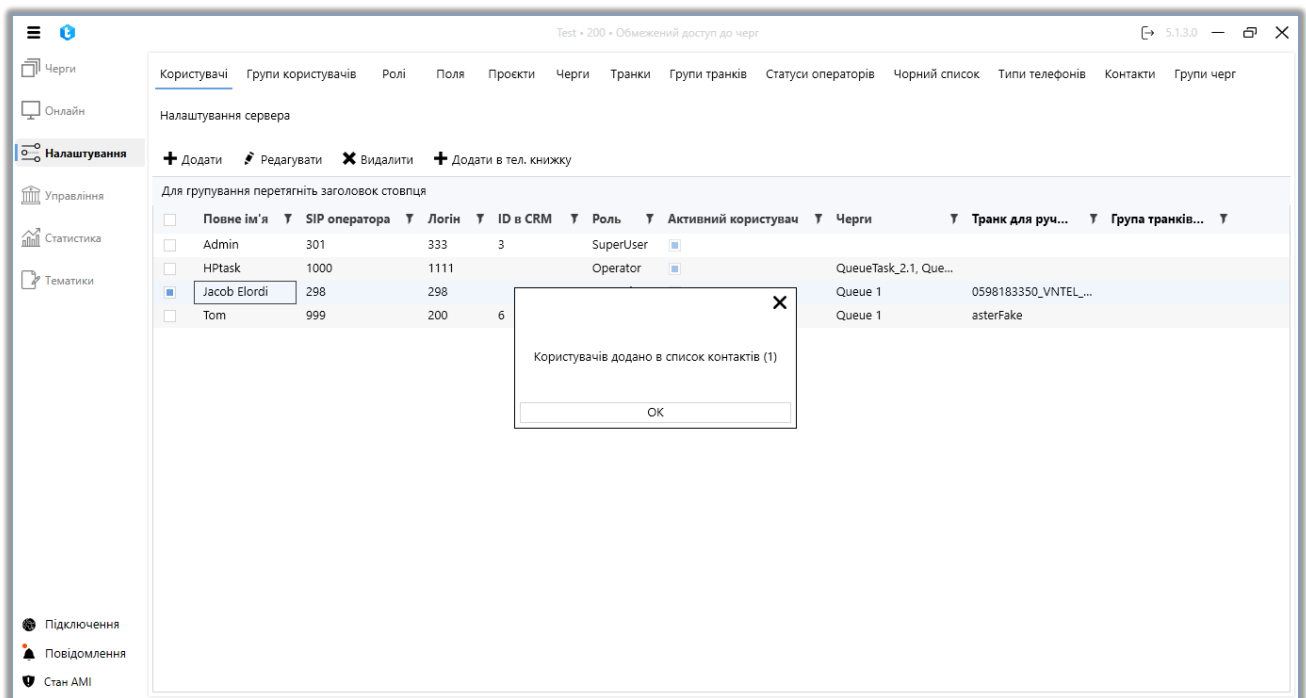 Test • 200 • Обмежений доступ до черг
5.1.3.0
Черги
Онлайн
Налаштування
Управління
Статистика
Тематики
Підключення
Повідомлення
Стан AMI
Користувачі Групи користувачів Ролі Поля Проєкти Черги Транки Групи транків Статуси операторів Чорний список Типи телефонів Контакти Групи черг
Налаштування сервера
Додати Редагувати Видалити Додати в тел. книжку
Для групування перетягніть заголовок стовпця
Повне ім'я SIP оператора Логін ID в CRM Роль Активний користувач Черги Транк для руч... Група транків...
Admin 301 333 3 SuperUser
HPtask 1000 1111 Operator QueueTask_2.1, Que...
Jacob Elordi 298 298 Queue 1 0598183350_VNTEL_...
Tom 999 200 6 Queue 1 asterFake
Користувачів додано в список контактів (1)
OK